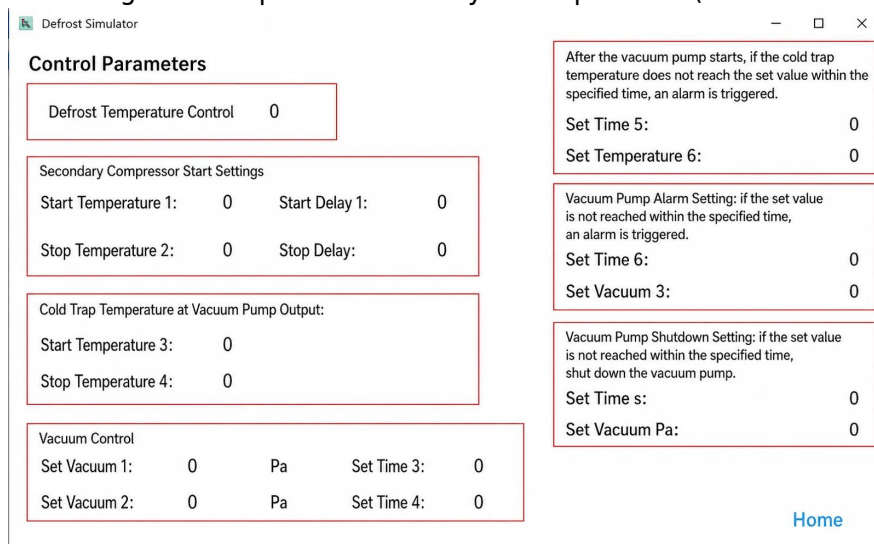 Defrost Simulator
Control Parameters
Defrost Temperature Control 0
Secondary Compressor Start Settings
Start Temperature 1: 0 Start Delay 1: 0
Stop Temperature 2: 0 Stop Delay: 0
Cold Trap Temperature at Vacuum Pump Output:
Start Temperature 3: 0
Stop Temperature 4: 0
Vacuum Control
Set Vacuum 1: 0 Pa Set Time 3: 0
Set Vacuum 2: 0 Pa Set Time 4: 0
After the vacuum pump starts, if the cold trap
temperature does not reach the set value within the
specified time, an alarm is triggered.
Set Time 5: 0
Set Temperature 6: 0
Vacuum Pump Alarm Setting: if the set value
is not reached within the specified time,
an alarm is triggered.
Set Time 6: 0
Set Vacuum 3: 0
Vacuum Pump Shutdown Setting: if the set value
is not reached within the specified time,
shut down the vacuum pump.
Set Time s: 0
Set Vacuum Pa: 0
Home